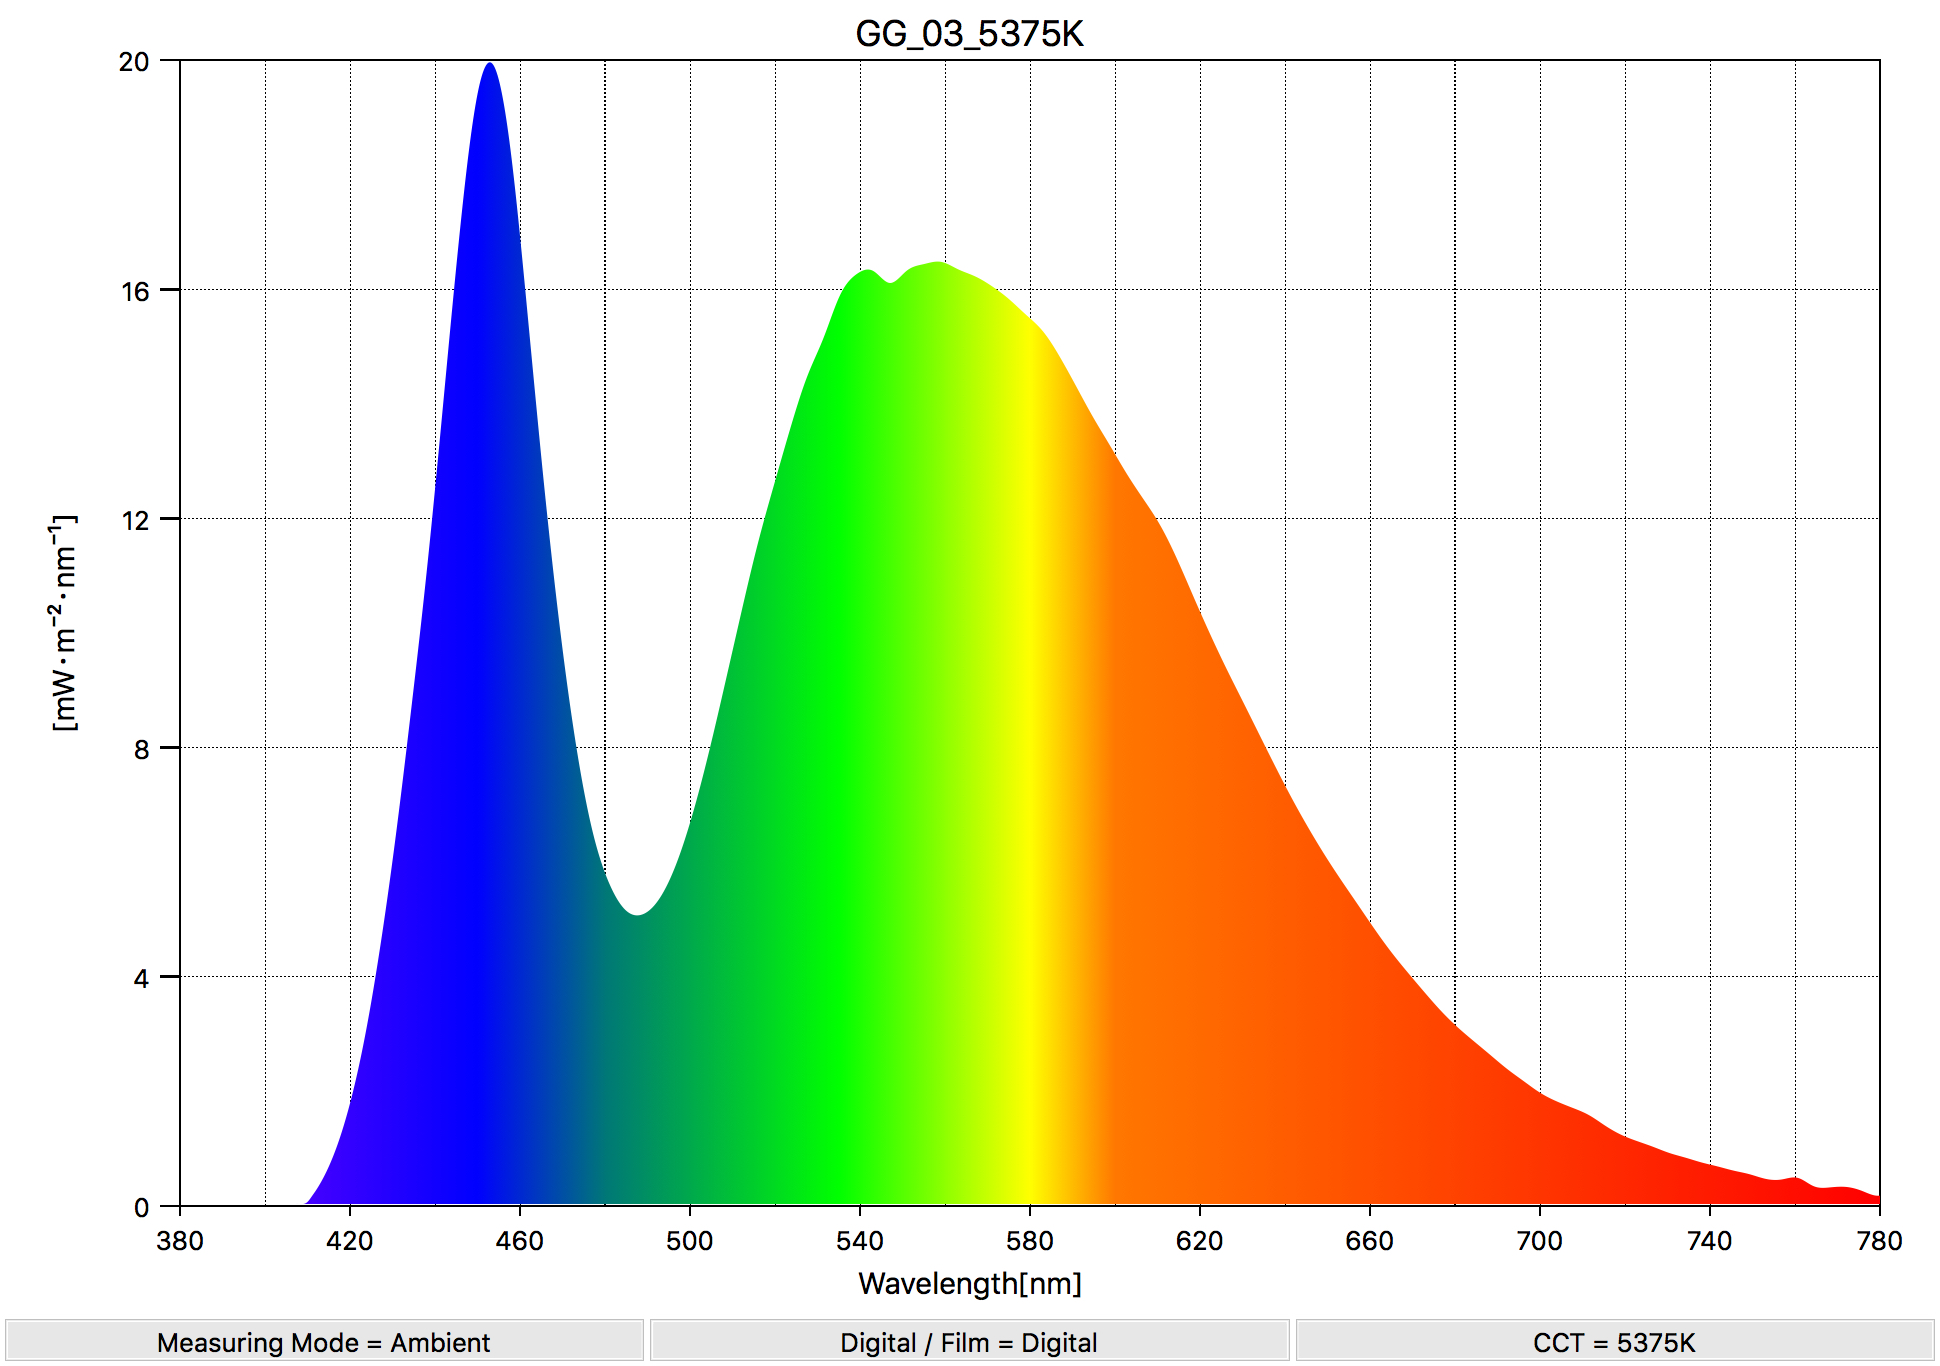 GG_03_5375K
20
16
12
8
4
0
[mW·m⁻²·nm⁻¹]
380 420 460 500 540 580 620 660 700 740 780
Wavelength[nm]
Measuring Mode = Ambient
Digital / Film = Digital
CCT = 5375K